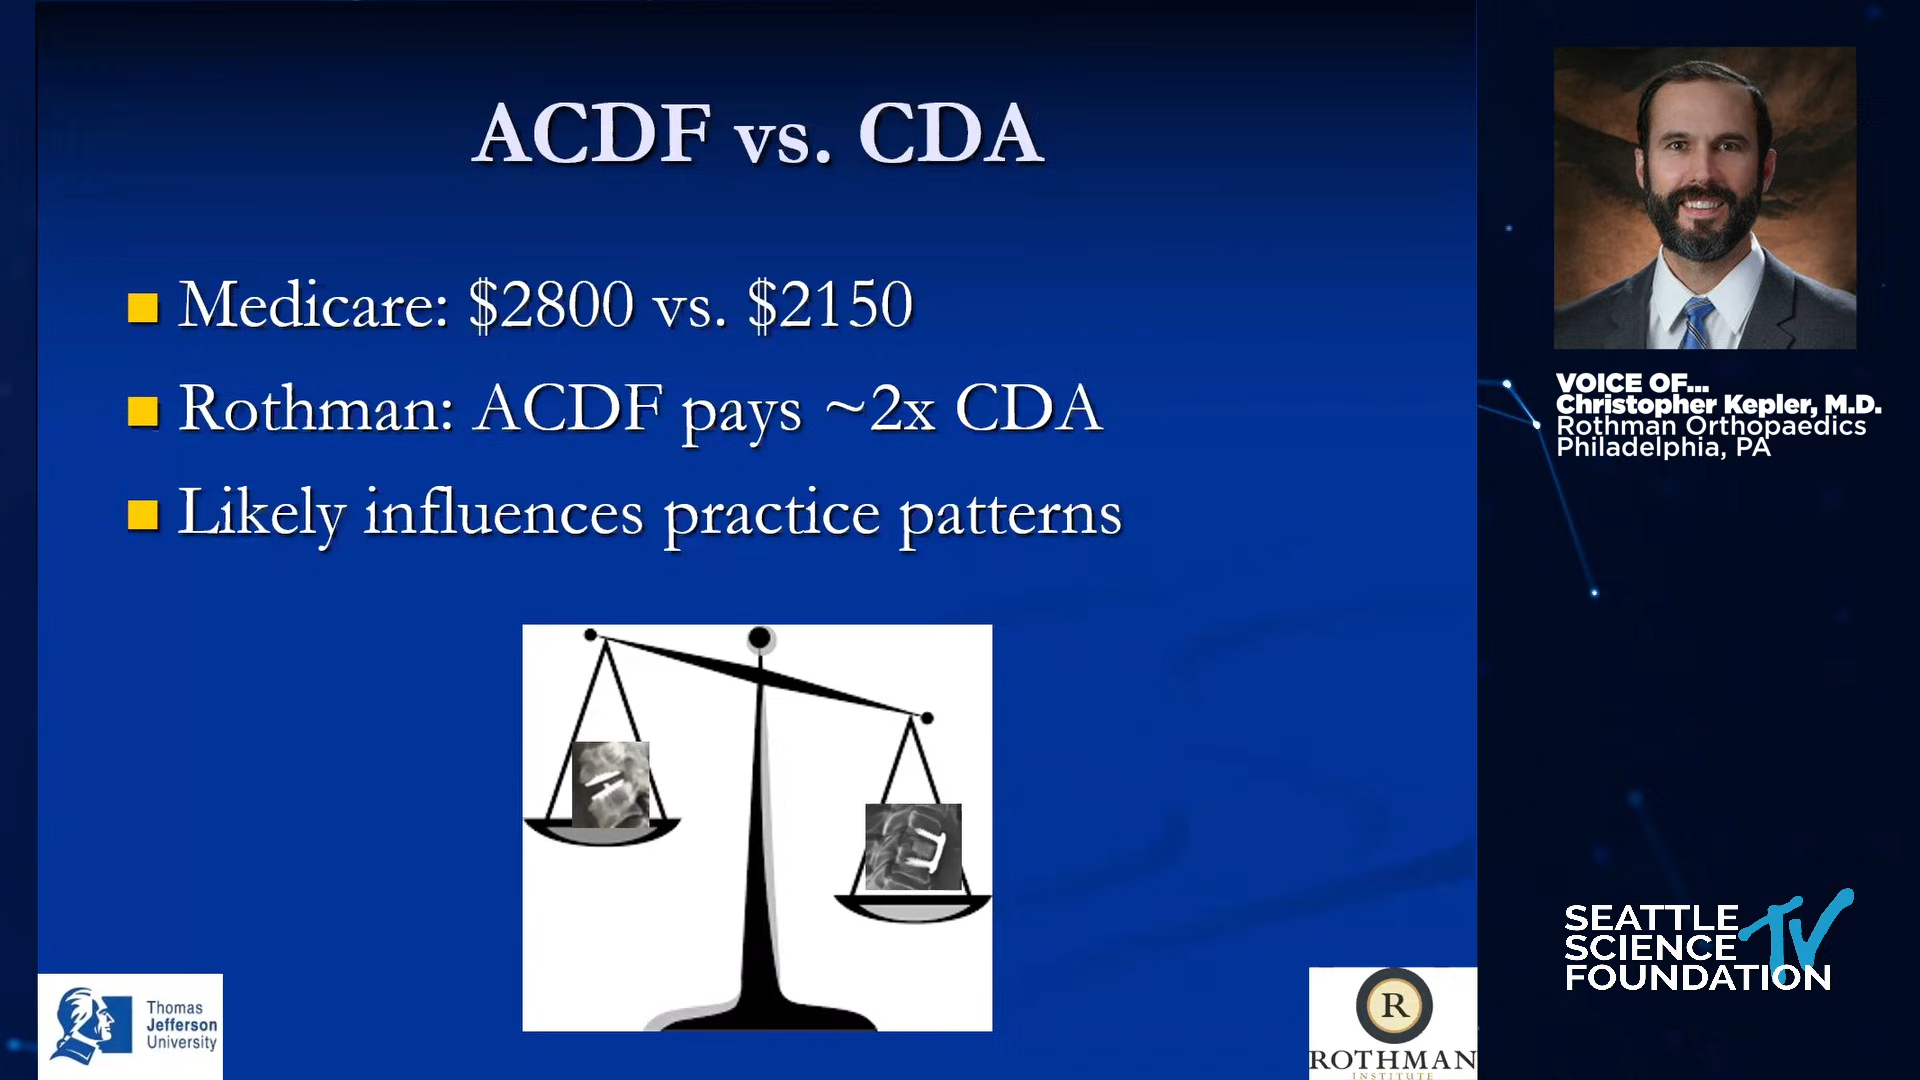 ACDF vs. CDA
Medicare: $2800 vs. $2150
Rothman: ACDF pays ~2x CDA
Likely influences practice patterns
VOICE OF...
Christopher Kepler, M.D.
Rothman Orthopaedics
Philadelphia, PA
Thomas
Jefferson
University
R
ROTHMAN
INSTITUTE
SEATTLE
SCIENCE TV
FOUNDATION